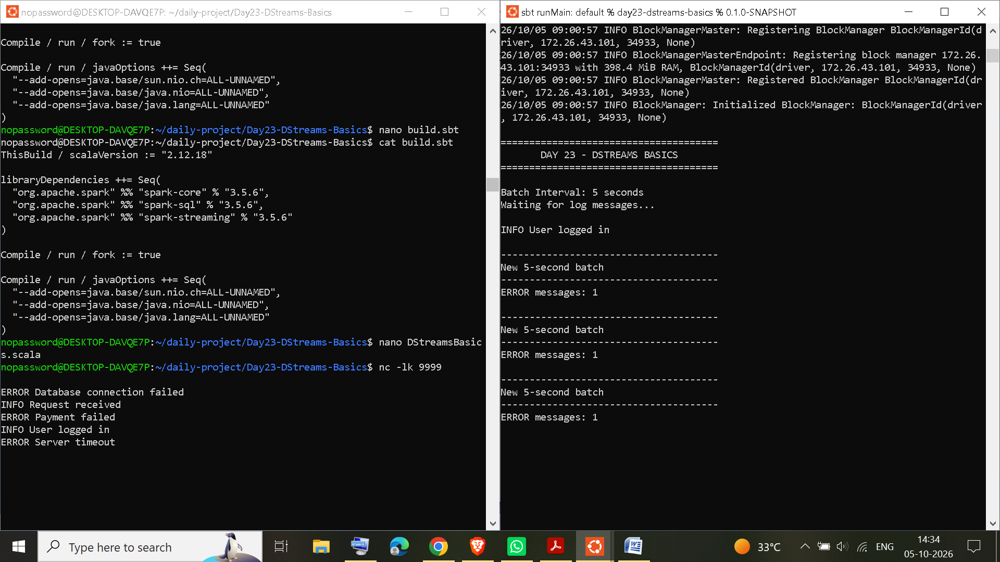 nopassword@DESKTOP-DAVQE7P: ~/daily-project/Day23-DStreams-Basics
Compile / run / fork := true
Compile / run / javaOptions ++= Seq(
  "--add-opens=java.base/sun.nio.ch=ALL-UNNAMED",
  "--add-opens=java.base/java.nio=ALL-UNNAMED",
  "--add-opens=java.base/java.lang=ALL-UNNAMED"
)
nopassword@DESKTOP-DAVQE7P:~/daily-project/Day23-DStreams-Basics$ nano build.sbt
nopassword@DESKTOP-DAVQE7P:~/daily-project/Day23-DStreams-Basics$ cat build.sbt
ThisBuild / scalaVersion := "2.12.18"
libraryDependencies ++= Seq(
  "org.apache.spark" %% "spark-core" % "3.5.6",
  "org.apache.spark" %% "spark-sql" % "3.5.6",
  "org.apache.spark" %% "spark-streaming" % "3.5.6"
)
Compile / run / fork := true
Compile / run / javaOptions ++= Seq(
  "--add-opens=java.base/sun.nio.ch=ALL-UNNAMED",
  "--add-opens=java.base/java.nio=ALL-UNNAMED",
  "--add-opens=java.base/java.lang=ALL-UNNAMED"
)
nopassword@DESKTOP-DAVQE7P:~/daily-project/Day23-DStreams-Basics$ nano DStreamsBasic
s.scala
nopassword@DESKTOP-DAVQE7P:~/daily-project/Day23-DStreams-Basics$ nc -lk 9999
ERROR Database connection failed
INFO Request received
ERROR Payment failed
INFO User logged in
ERROR Server timeout
sbt runMain: default % day23-dstreams-basics % 0.1.0-SNAPSHOT
26/10/05 09:00:57 INFO BlockManagerMaster: Registering BlockManager BlockManagerId(d
river, 172.26.43.101, 34933, None)
26/10/05 09:00:57 INFO BlockManagerMasterEndpoint: Registering block manager 172.26.
43.101:34933 with 398.4 MiB RAM, BlockManagerId(driver, 172.26.43.101, 34933, None)
26/10/05 09:00:57 INFO BlockManagerMaster: Registered BlockManager BlockManagerId(dr
iver, 172.26.43.101, 34933, None)
26/10/05 09:00:57 INFO BlockManager: Initialized BlockManager: BlockManagerId(driver
, 172.26.43.101, 34933, None)
======================================
       DAY 23 - DSTREAMS BASICS
======================================
Batch Interval: 5 seconds
Waiting for log messages...
INFO User logged in
--------------------------------------
New 5-second batch
--------------------------------------
ERROR messages: 1
--------------------------------------
New 5-second batch
--------------------------------------
ERROR messages: 1
--------------------------------------
New 5-second batch
--------------------------------------
ERROR messages: 1
Type here to search
33°C
ENG
14:34
05-10-2026